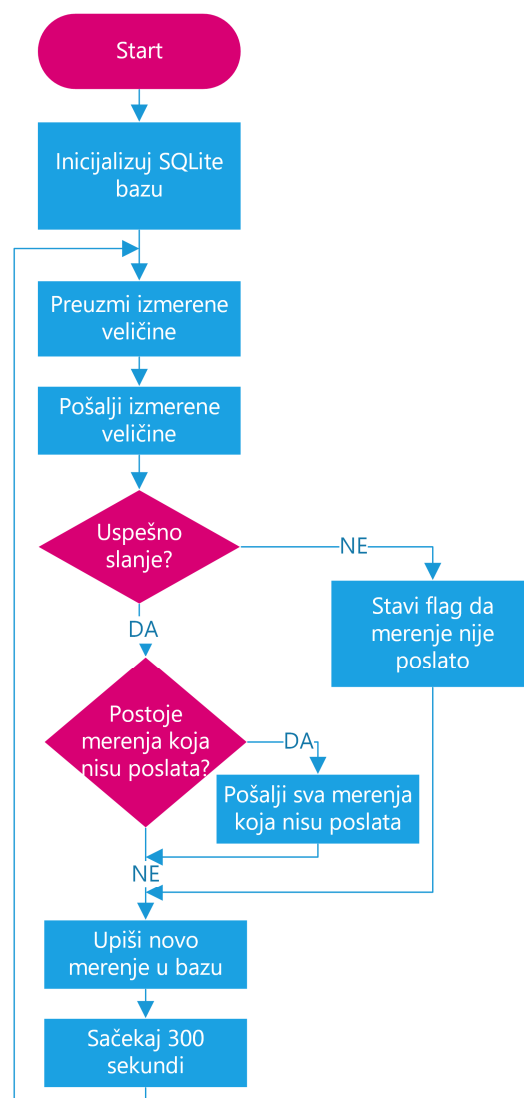 Start
Inicijalizuj SQLite
bazu
Preuzmi izmerene
veličine
Pošalji izmerene
veličine
Uspešno
slanje?
NE
Stavi flag da
merenje nije
poslato
DA
Postoje
merenja koja
nisu poslata?
DA
Pošalji sva merenja
koja nisu poslata
NE
Upiši novo
merenje u bazu
Sačekaj 300
sekundi